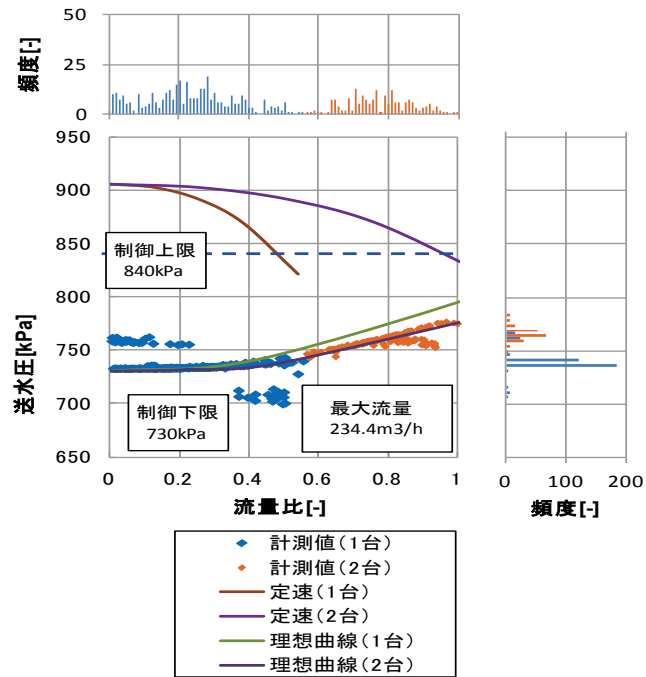 頻度[-]
50
25
0
送水圧[kPa]
950
900
850
800
750
700
650
制御上限
840kPa
制御下限
730kPa
最大流量
234.4m3/h
0 0.2 0.4 0.6 0.8 1
流量比[-]
0 100 200
頻度[-]
計測値(1台)
計測値(2台)
定速(1台)
定速(2台)
理想曲線(1台)
理想曲線(2台)